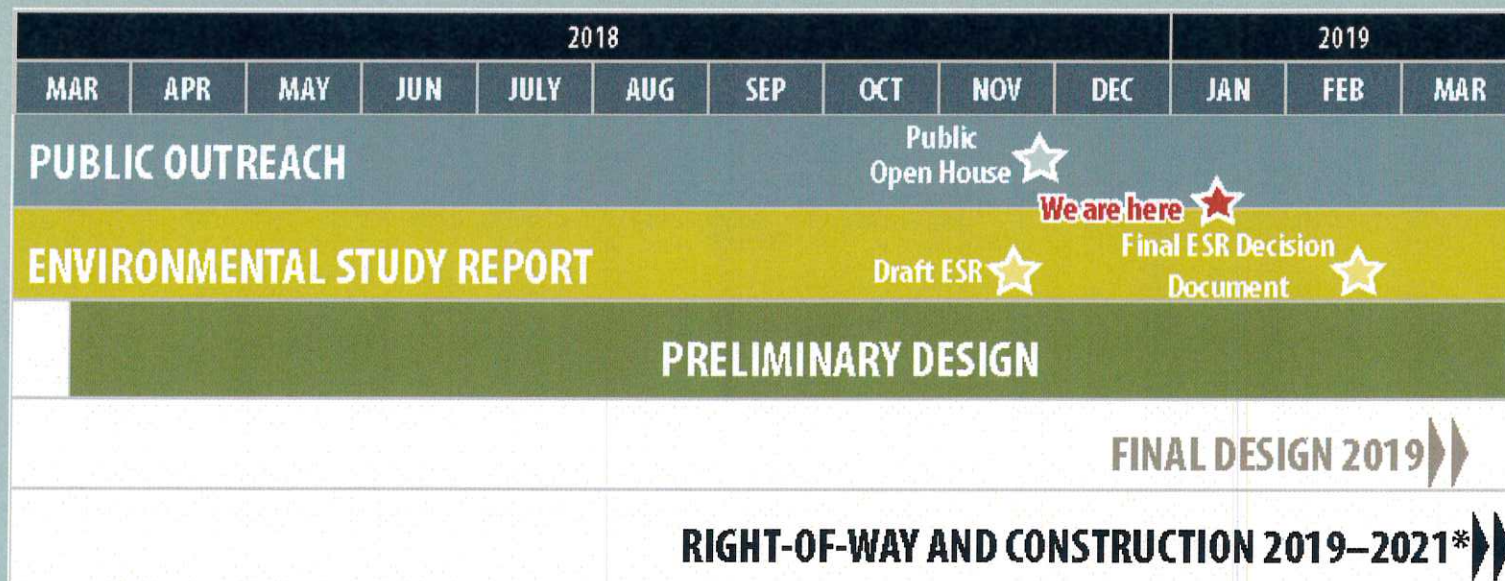 2018 2019
MAR APR MAY JUN JULY AUG SEP OCT NOV DEC JAN FEB MAR
PUBLIC OUTREACH
Public
Open House
We are here
ENVIRONMENTAL STUDY REPORT
Draft ESR
Final ESR Decision
Document
PRELIMINARY DESIGN
FINAL DESIGN 2019
RIGHT-OF-WAY AND CONSTRUCTION 2019–2021*